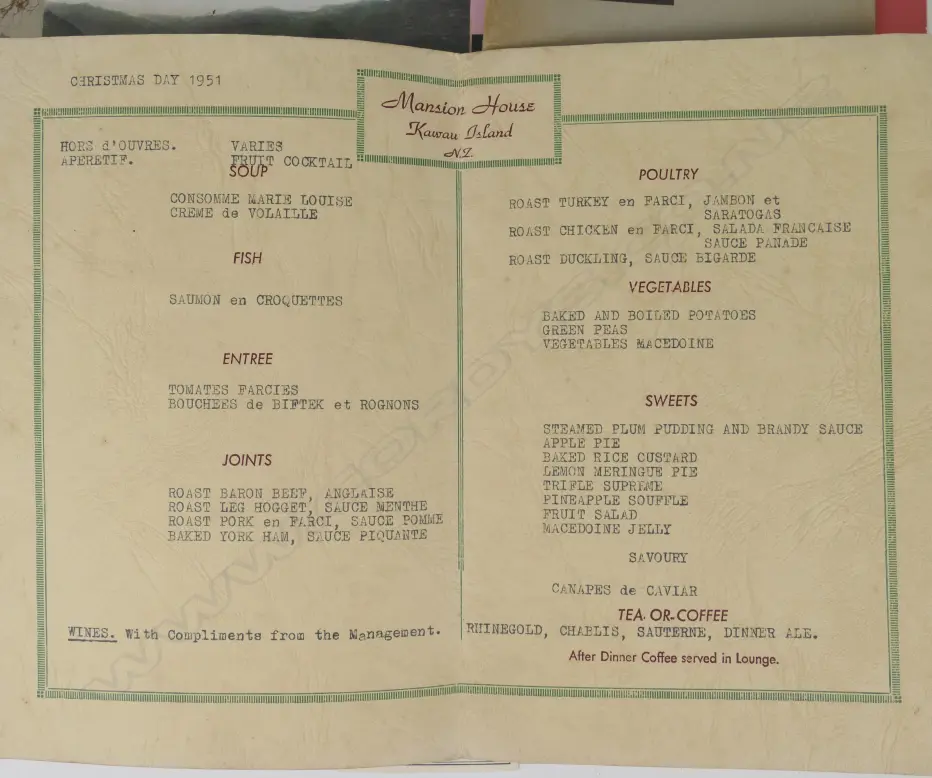 CHRISTMAS DAY 1951
Mansion House
Kawau Island
N.Z.
HORS d'OUVRES. VARIES
APERETIF. FRUIT COCKTAIL
SOUP
CONSOMME MARIE LOUISE
CREME de VOLAILLE
FISH
SAUMON en CROQUETTES
ENTREE
TOMATES FARCIES
BOUCHEES de BIFTEK et ROGNONS
JOINTS
ROAST BARON BEEF, ANGLAISE
ROAST LEG HOGGET, SAUCE MENTHE
ROAST PORK en FARCI, SAUCE POMME
BAKED YORK HAM, SAUCE PIQUANTE
WINES. With Compliments from the Management.
POULTRY
ROAST TURKEY en FARCI, JAMBON et
SARATOGAS
ROAST CHICKEN en FARCI, SALADA FRANCAISE
SAUCE PANADE
ROAST DUCKLING, SAUCE BIGARDE
VEGETABLES
BAKED AND BOILED POTATOES
GREEN PEAS
VEGETABLES MACEDOINE
SWEETS
STEAMED PLUM PUDDING AND BRANDY SAUCE
APPLE PIE
BAKED RICE CUSTARD
LEMON MERINGUE PIE
TRIFLE SUPREME
PINEAPPLE SOUFFLE
FRUIT SALAD
MACEDOINE JELLY
SAVOURY
CANAPES de CAVIAR
TEA OR COFFEE
RHINEGOLD, CHABLIS, SAUTERNE, DINNER ALE.
After Dinner Coffee served in Lounge.